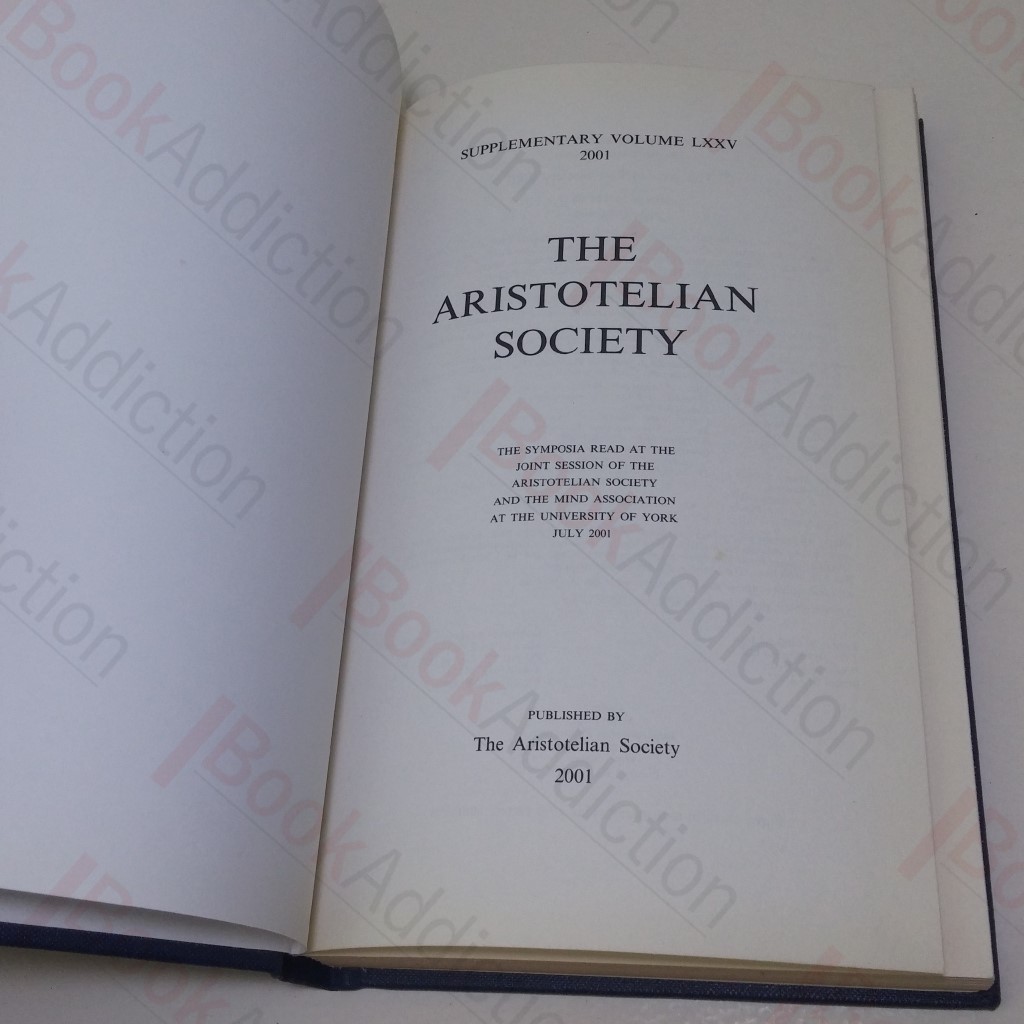 SUPPLEMENTARY VOLUME LXXV
2001
THE
ARISTOTELIAN
SOCIETY
THE SYMPOSIA READ AT THE
JOINT SESSION OF THE
ARISTOTELIAN SOCIETY
AND THE MIND ASSOCIATION
AT THE UNIVERSITY OF YORK
JULY 2001
PUBLISHED BY
The Aristotelian Society
2001
BookAddiction